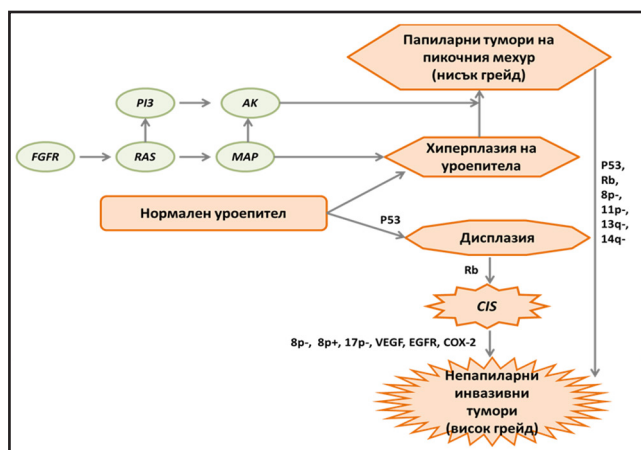 Папиларни тумори на
пикочния мехур
(нисък грейд)
PI3
AK
FGFR
RAS
MAP
Хиперплазия на
уроепитела
P53,
Rb,
8p-,
11p-,
13q-,
14q-
Нормален уроепител
P53
Дисплазия
Rb
CIS
8p-, 8p+, 17p-, VEGF, EGFR, COX-2
Непапиларни
инвазивни
тумори
(висок грейд)